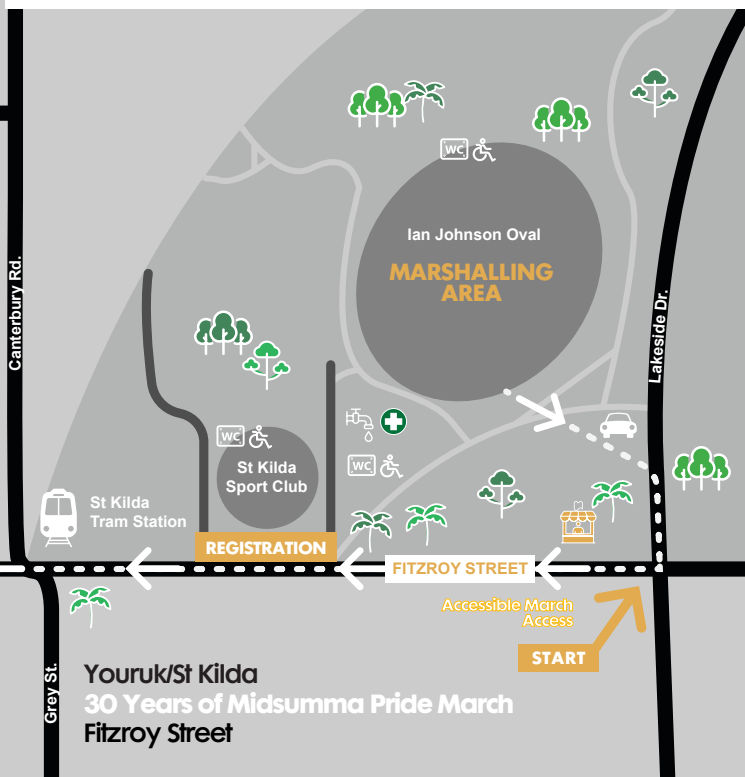 WC
Ian Johnson Oval
MARSHALLING
AREA
Canterbury Rd.
Lakeside Dr.
WC
St Kilda
Sport Club
WC
St Kilda
Tram Station
REGISTRATION
FITZROY STREET
Accessible March
Access
START
Grey St.
Youruk/St Kilda
30 Years of Midsumma Pride March
Fitzroy Street